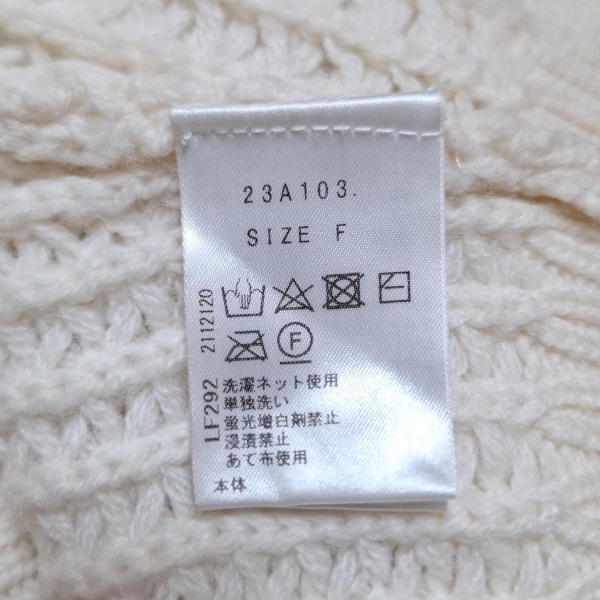 23A103.
SIZE F
LF292 2112120
F
洗濯ネット使用
単独洗い
蛍光増白剤禁止
浸漬禁止
あて布使用
本体